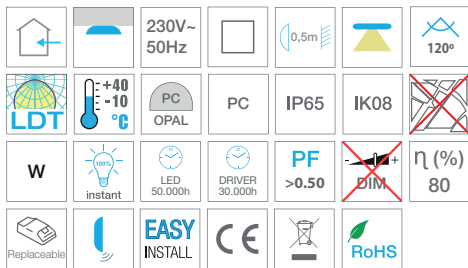 230V~
50Hz
0,5m
120º
LDT
+40
-10
°C
PC
OPAL
PC
IP65
IK08
W
100%
instant
LED
50.000h
DRIVER
30.000h
PF
>0.50
- +
DIM
η (%)
80
Replaceable
EASY
INSTALL
CE
RoHS